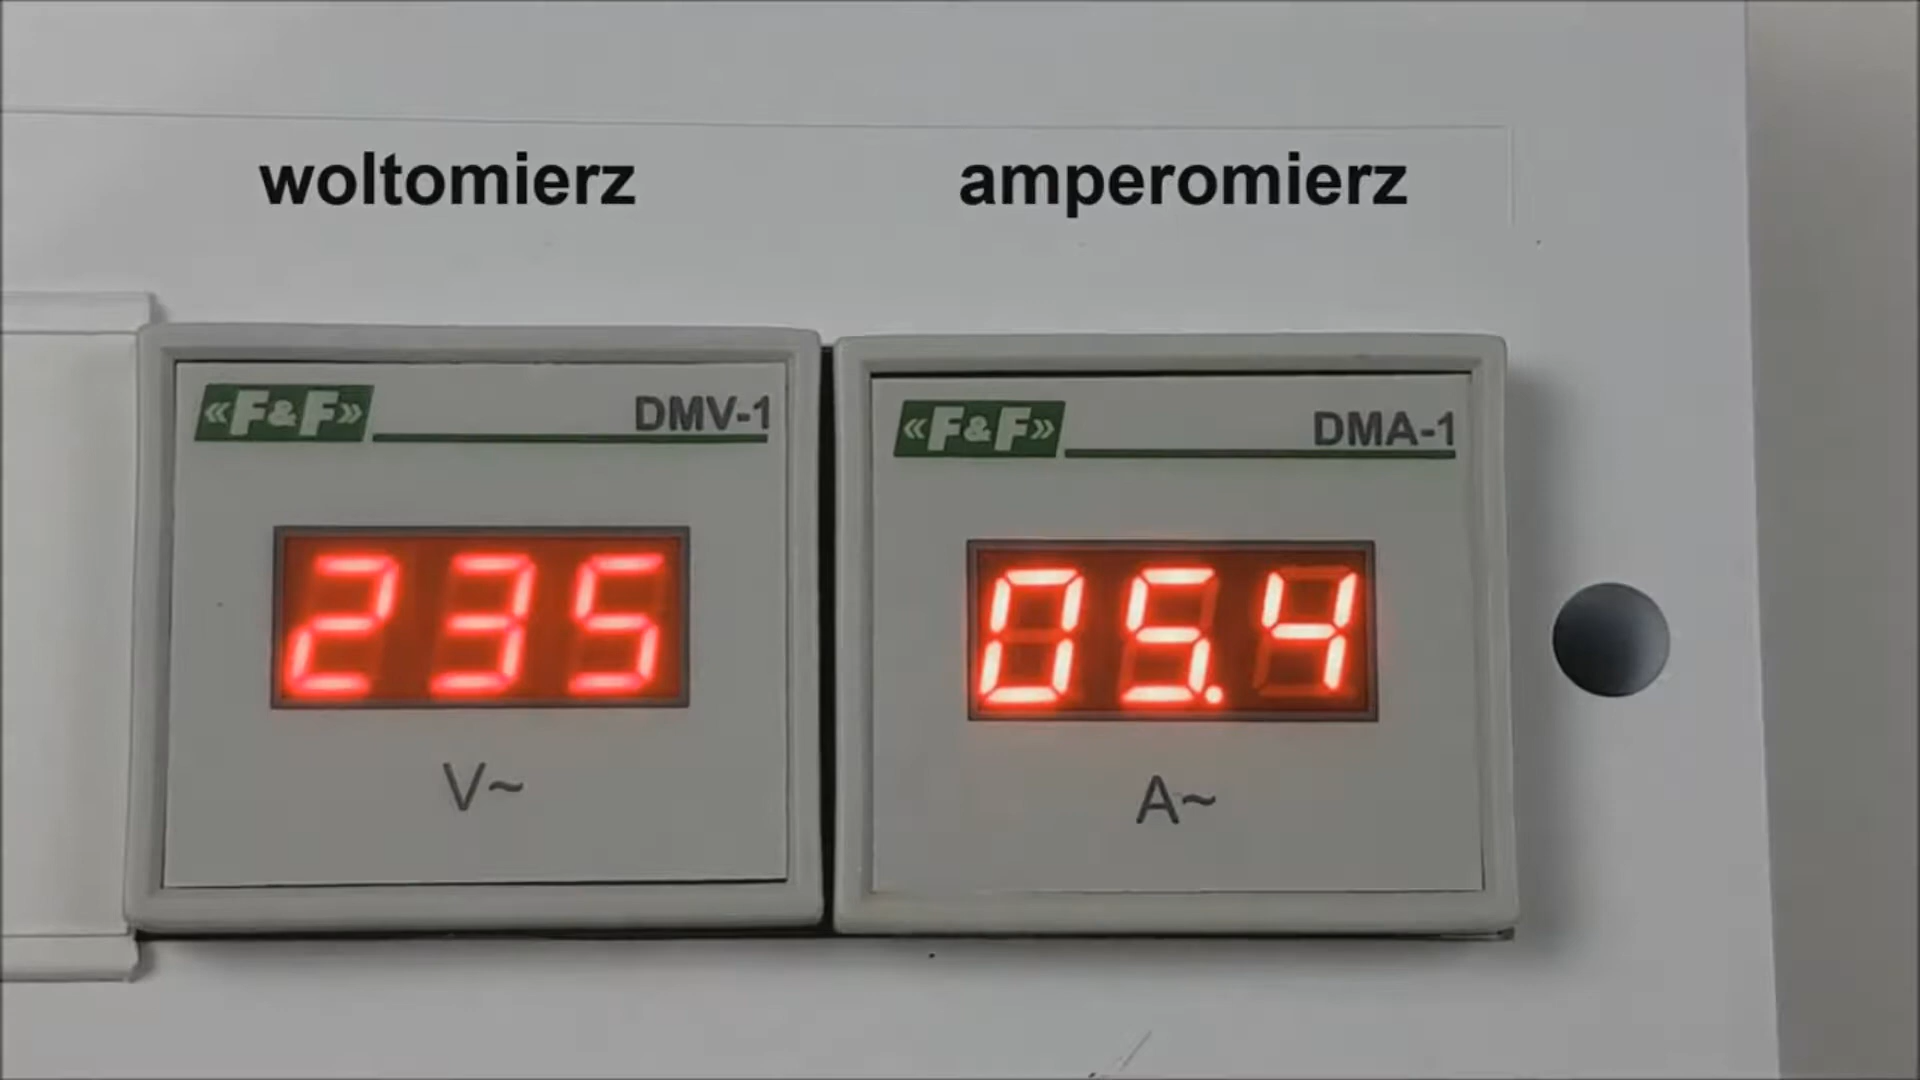 woltomierz amperomierz
«F&F» DMV-1
235
V~
«F&F» DMA-1
05.4
A~